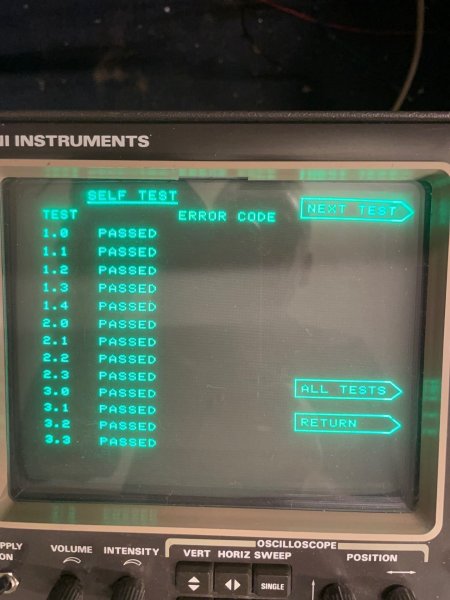 II INSTRUMENTS
SELF TEST
TEST ERROR CODE NEXT TEST
1.0 PASSED
1.1 PASSED
1.2 PASSED
1.3 PASSED
1.4 PASSED
2.0 PASSED
2.1 PASSED
2.2 PASSED
2.3 PASSED
3.0 PASSED ALL TESTS
3.1 PASSED
3.2 PASSED RETURN
3.3 PASSED
OSCILLOSCOPE
VOLUME INTENSITY VERT HORIZ SWEEP POSITION
ON
SINGLE